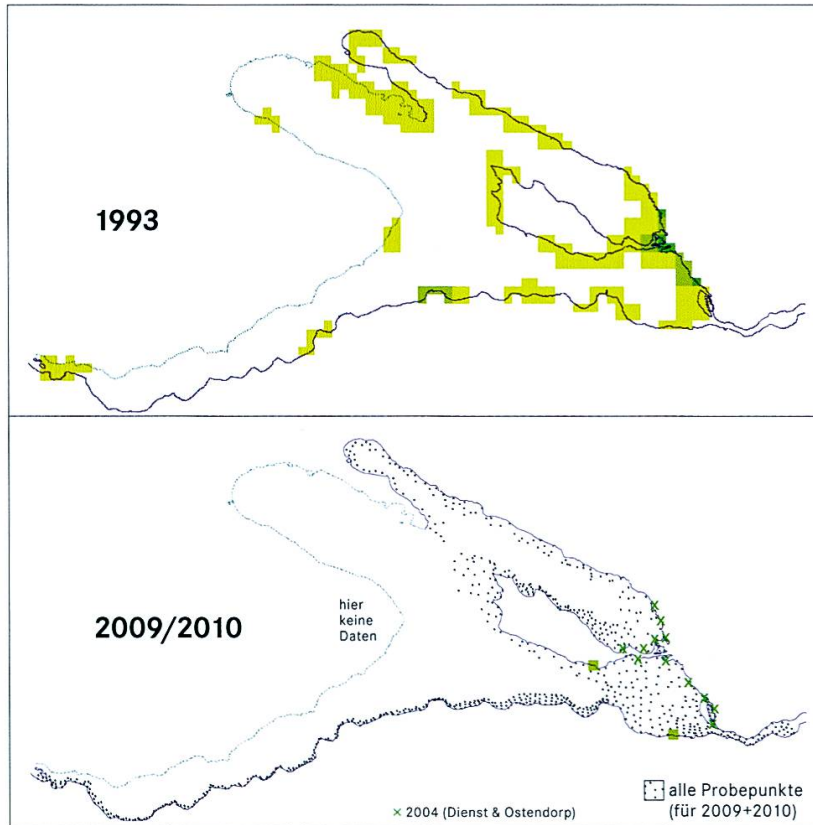 1993
2009/2010
hier
keine
Daten
× 2004 (Dienst & Ostendorp)
alle Probepunkte
(für 2009+2010)